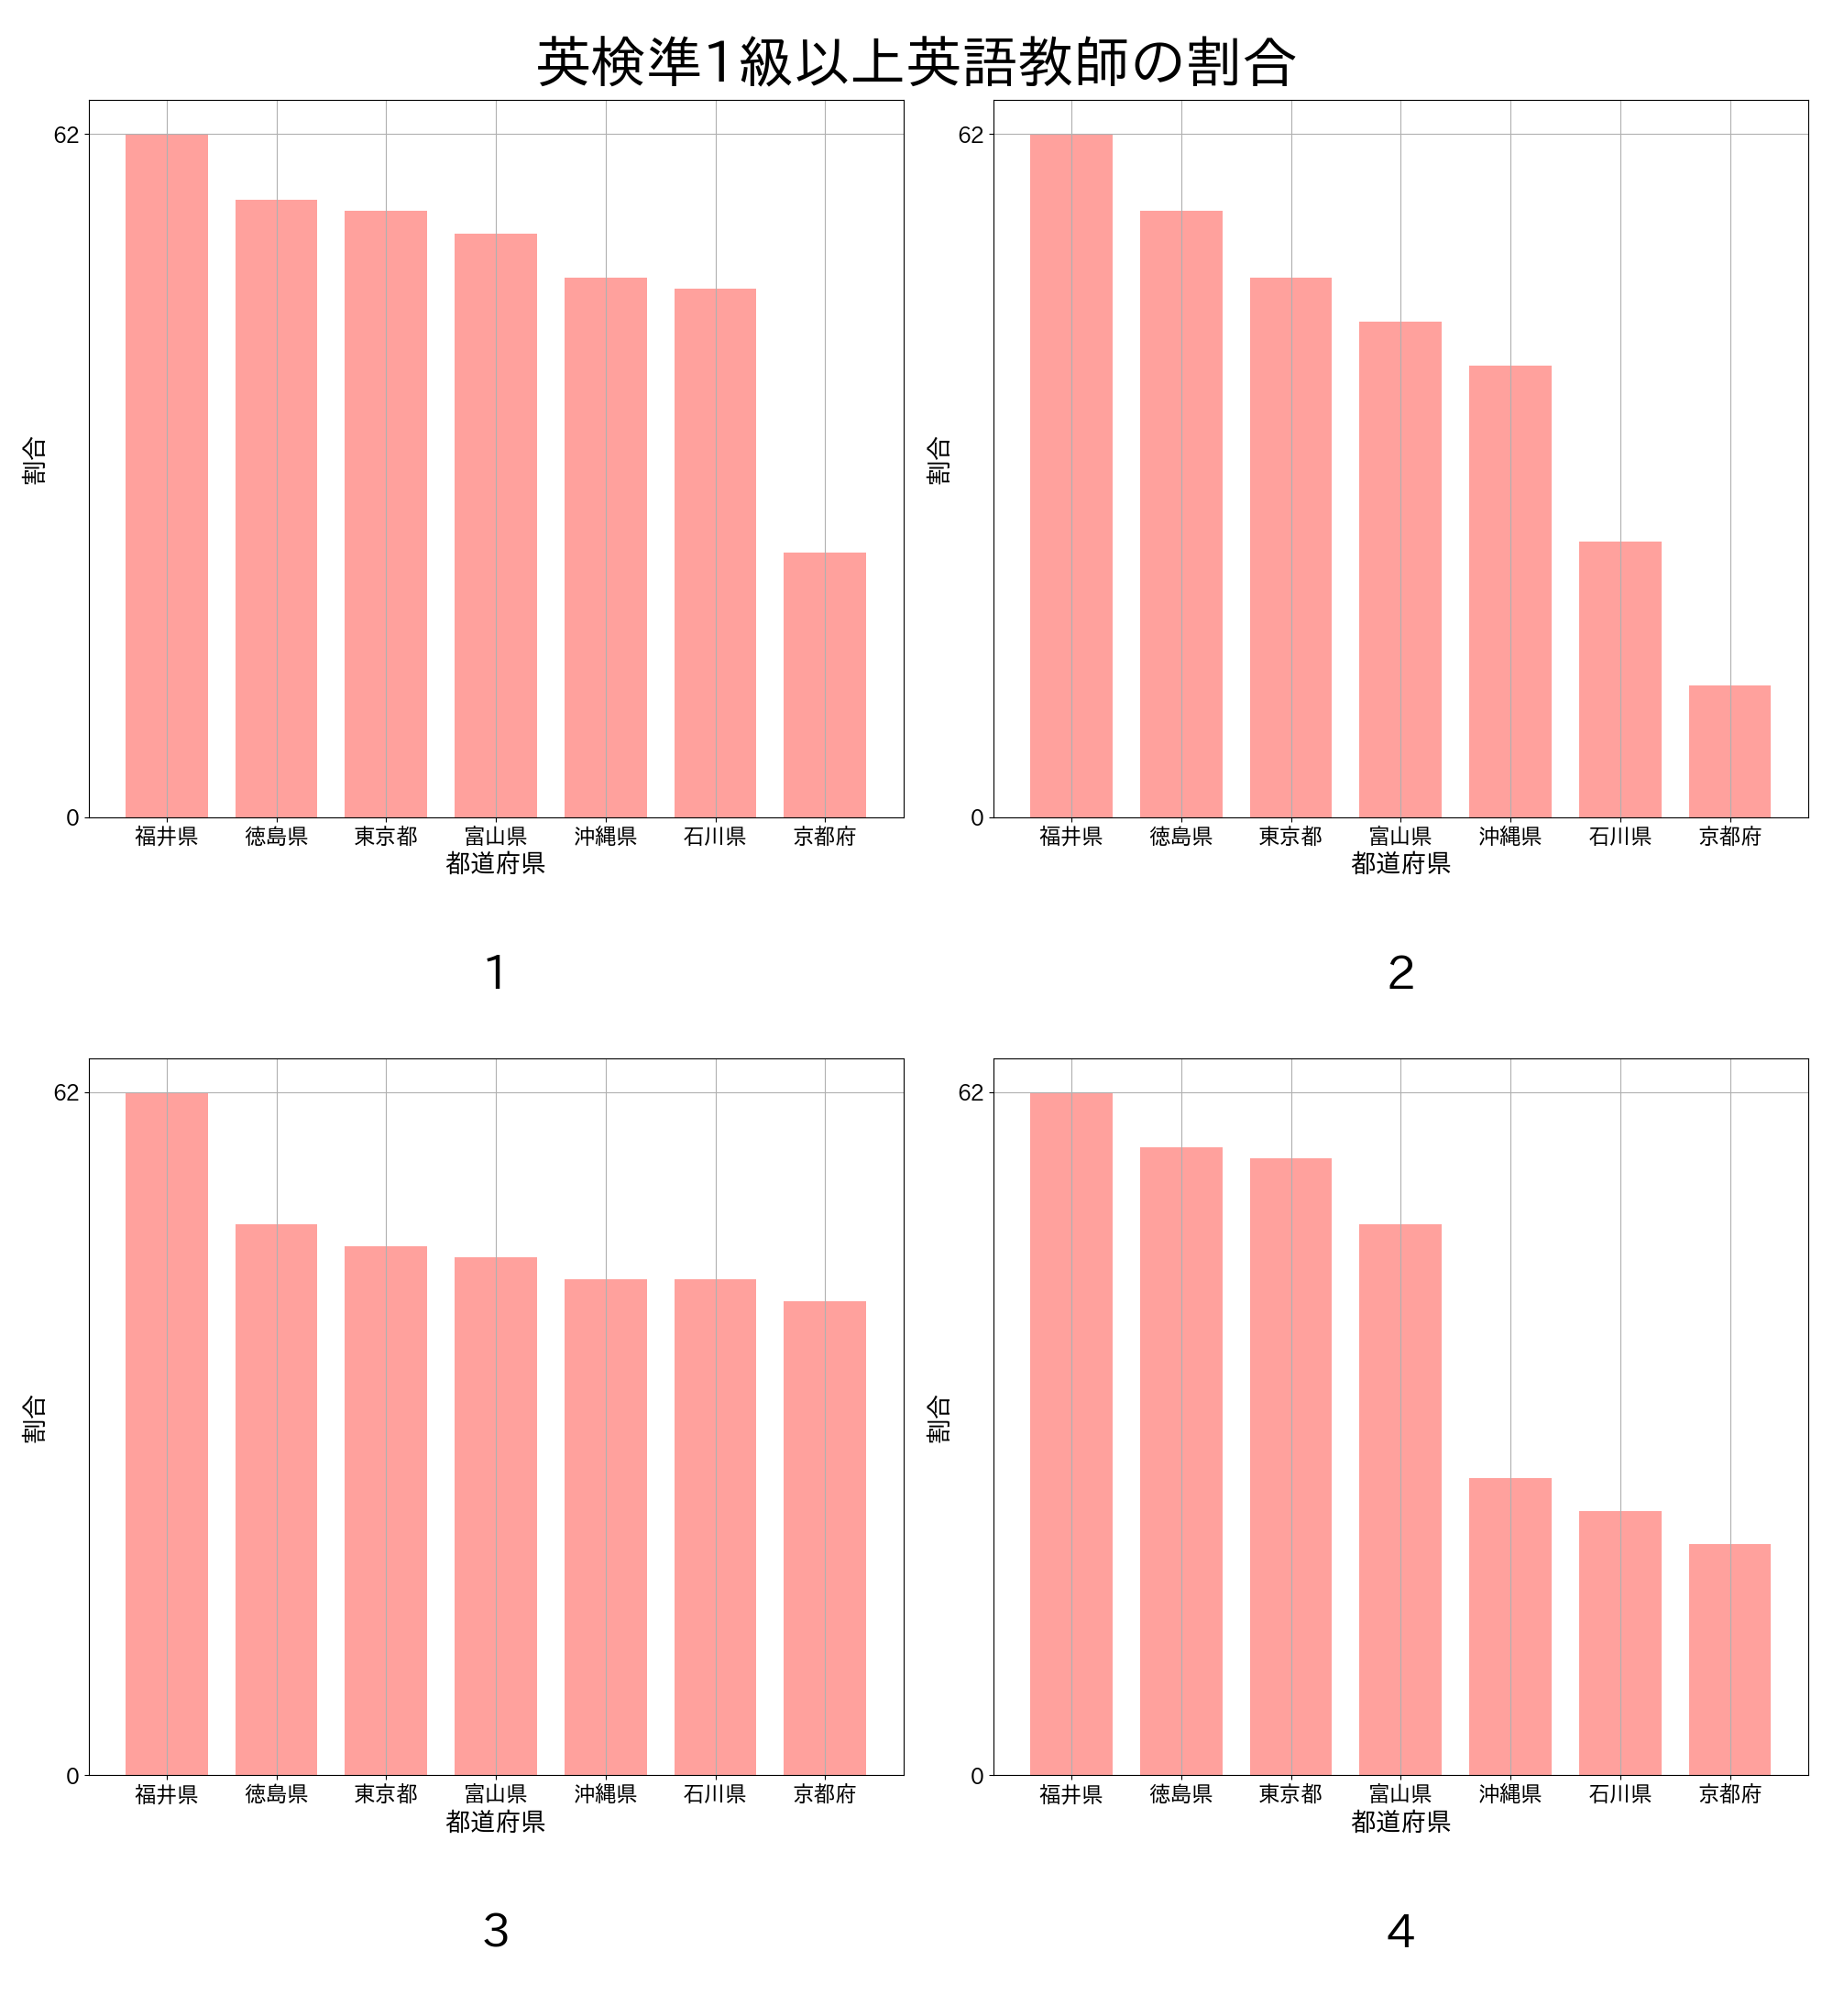 英検準1級以上英語教師の割合
62
0
割合
福井県 徳島県 東京都 富山県 沖縄県 石川県 京都府
都道府県
1
62
0
割合
福井県 徳島県 東京都 富山県 沖縄県 石川県 京都府
都道府県
2
62
0
割合
福井県 徳島県 東京都 富山県 沖縄県 石川県 京都府
都道府県
3
62
0
割合
福井県 徳島県 東京都 富山県 沖縄県 石川県 京都府
都道府県
4